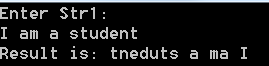 Enter Str1:
I am a student
Result is: tneduts a ma I